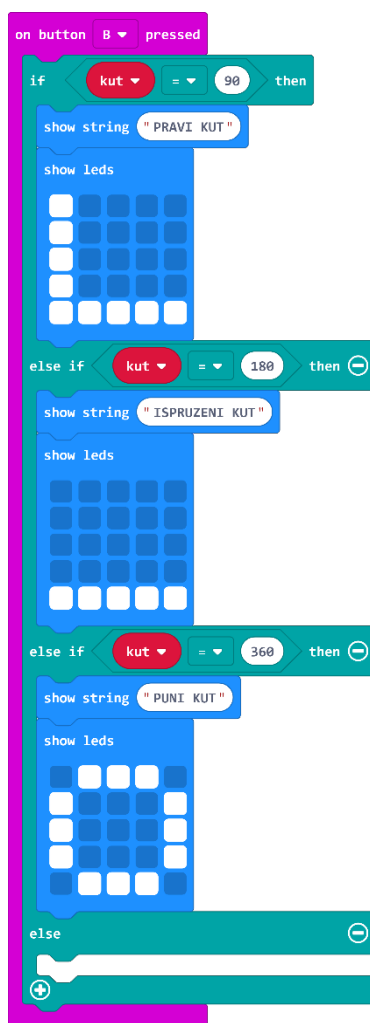 on button B pressed
if kut = 90 then
show string "PRAVI KUT"
show leds
else if kut = 180 then
show string "ISPRUZENI KUT"
show leds
else if kut = 360 then
show string "PUNI KUT"
show leds
else